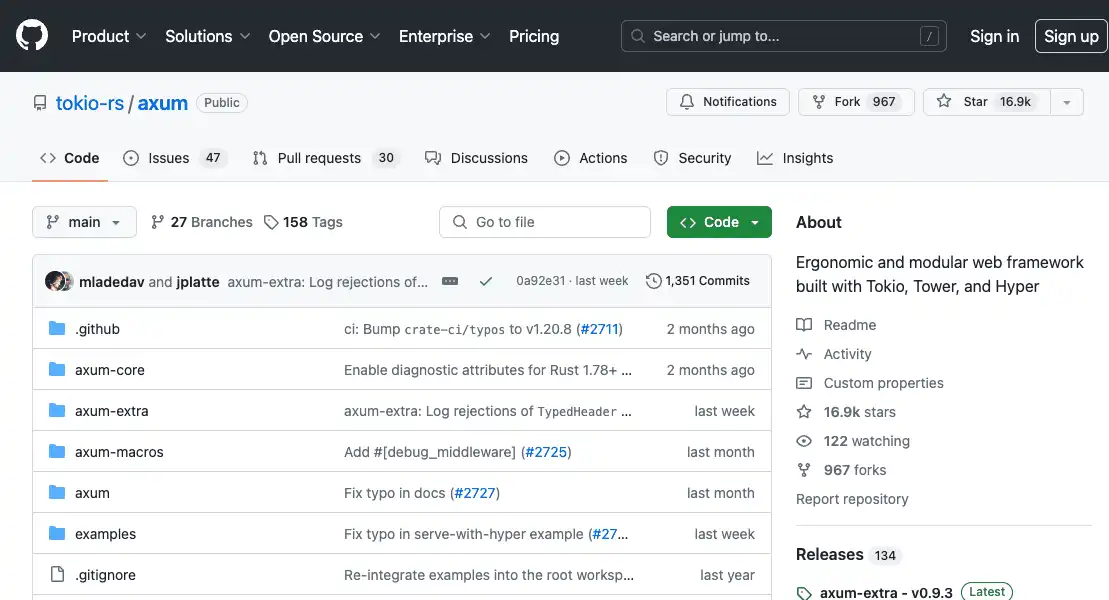 Product Solutions Open Source Enterprise Pricing Search or jump to... / Sign in Sign up
tokio-rs / axum Public Notifications Fork 967 Star 16.9k
Code Issues 47 Pull requests 30 Discussions Actions Security Insights
main 27 Branches 158 Tags Go to file Code
mladedav and jplatte axum-extra: Log rejections of... 0a92e31 · last week 1,351 Commits
.github ci: Bump crate-ci/typos to v1.20.8 (#2711) 2 months ago
axum-core Enable diagnostic attributes for Rust 1.78+ ... 2 months ago
axum-extra axum-extra: Log rejections of TypedHeader ... last week
axum-macros Add #[debug_middleware] (#2725) last month
axum Fix typo in docs (#2727) last month
examples Fix typo in serve-with-hyper example (#27... last week
.gitignore Re-integrate examples into the root worksp... last year
About
Ergonomic and modular web framework
built with Tokio, Tower, and Hyper
Readme
Activity
Custom properties
16.9k stars
122 watching
967 forks
Report repository
Releases 134
axum-extra - v0.9.3 Latest